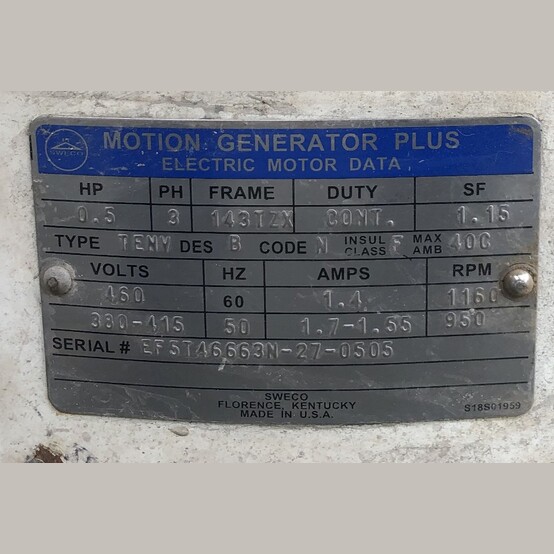 MOTION GENERATOR PLUS
SWECO
ELECTRIC MOTOR DATA
HP PH FRAME DUTY SF
0.5 3 143TZX CONT. 1.15
TYPE TENV DES B CODE N INSUL CLASS F MAX AMB 40C
VOLTS HZ AMPS RPM
460 60 1.4 1160
380-415 50 1.7-1.55 950
SERIAL # EF5T46663N-27-0505
SWECO
FLORENCE, KENTUCKY
MADE IN U.S.A.
S18S01959